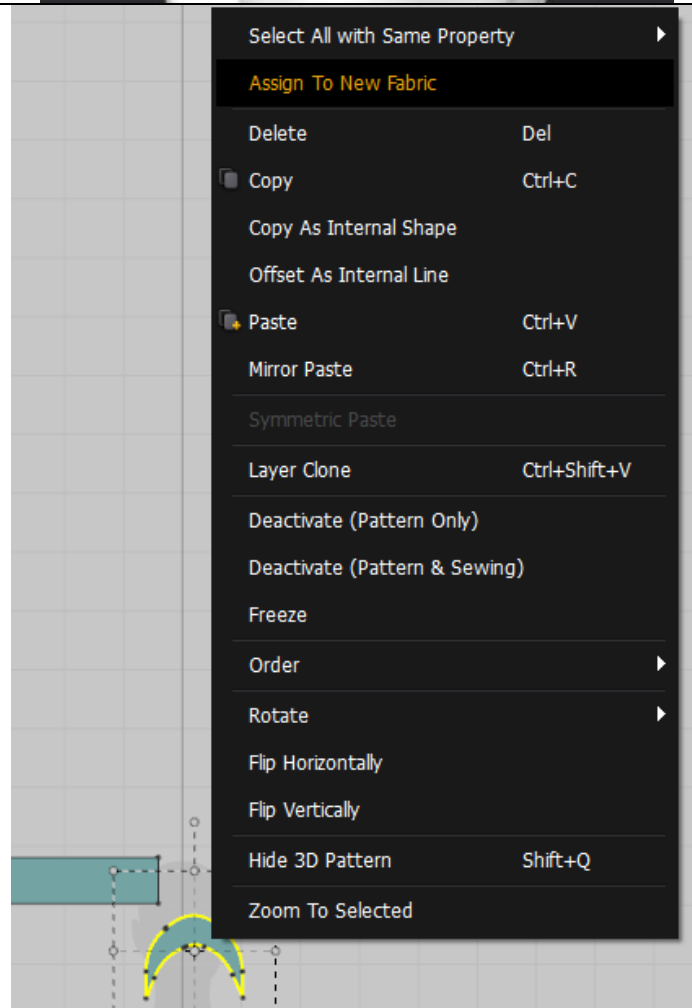 Select All with Same Property
Assign To New Fabric
Delete Del
Copy Ctrl+C
Copy As Internal Shape
Offset As Internal Line
Paste Ctrl+V
Mirror Paste Ctrl+R
Symmetric Paste
Layer Clone Ctrl+Shift+V
Deactivate (Pattern Only)
Deactivate (Pattern & Sewing)
Freeze
Order
Rotate
Flip Horizontally
Flip Vertically
Hide 3D Pattern Shift+Q
Zoom To Selected